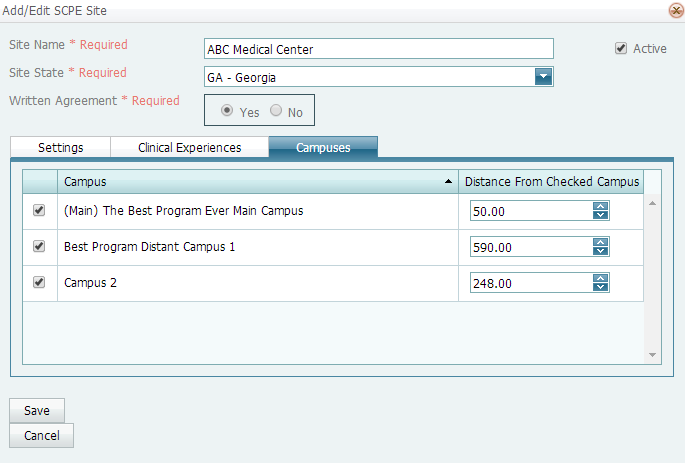 Add/Edit SCPE Site
Site Name * Required ABC Medical Center Active
Site State * Required GA - Georgia
Written Agreement * Required Yes No
Settings Clinical Experiences Campuses
Campus Distance From Checked Campus
(Main) The Best Program Ever Main Campus 50.00
Best Program Distant Campus 1 590.00
Campus 2 248.00
Save
Cancel